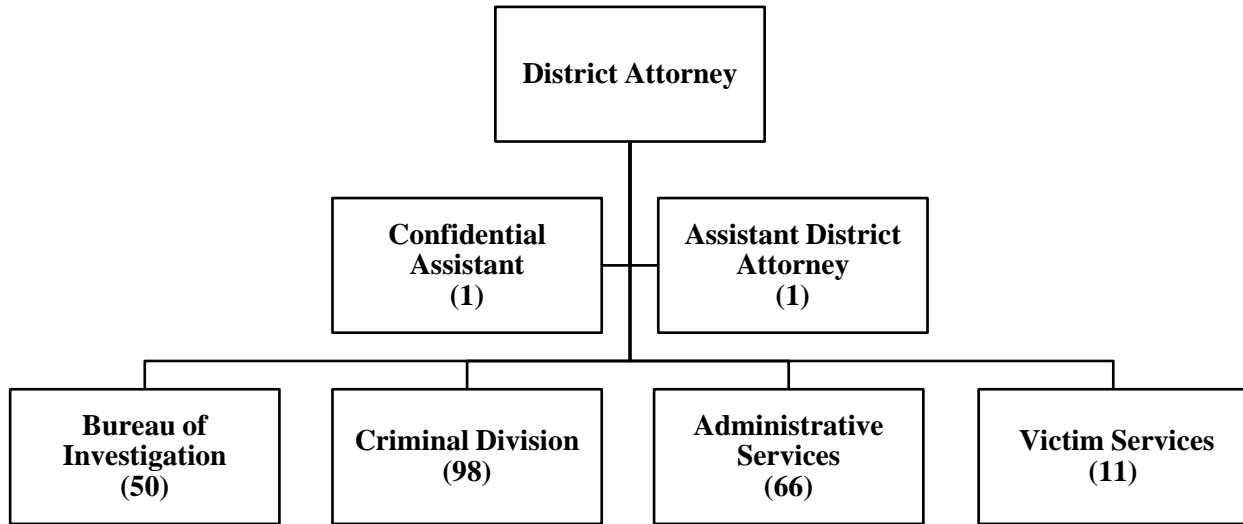 District Attorney
Confidential
Assistant
(1)
Assistant District
Attorney
(1)
Bureau of
Investigation
(50)
Criminal Division
(98)
Administrative
Services
(66)
Victim Services
(11)